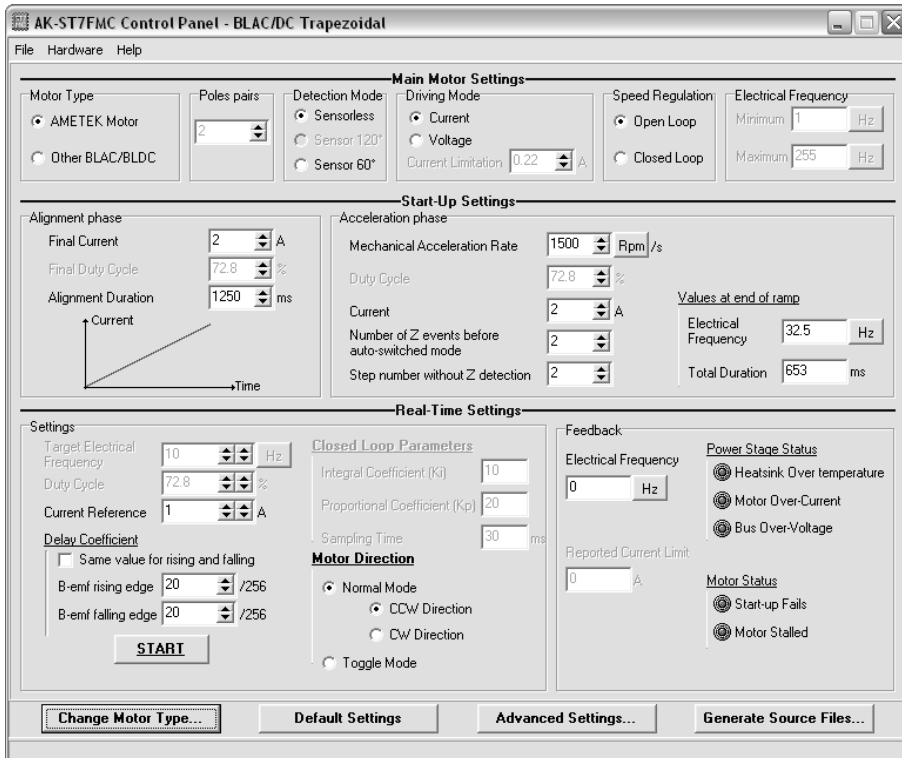 AK-ST7FMC Control Panel - BLAC/DC Trapezoidal
File Hardware Help
Main Motor Settings
Motor Type
AMETEK Motor
Other BLAC/BLDC
Poles pairs
2
Detection Mode
Sensorless
Sensor 120°
Sensor 60°
Driving Mode
Current
Voltage
Current Limitation 0.22 A
Speed Regulation
Open Loop
Closed Loop
Electrical Frequency
Minimum 1 Hz
Maximum 255 Hz
Start-Up Settings
Alignment phase
Final Current 2 A
Final Duty Cycle 72.8 %
Alignment Duration 1250 ms
Current
Time
Acceleration phase
Mechanical Acceleration Rate 1500 Rpm /s
Duty Cycle 72.8 %
Current 2 A
Number of Z events before
auto-switched mode 2
Step number without Z detection 2
Values at end of ramp
Electrical
Frequency 32.5 Hz
Total Duration 653 ms
Real-Time Settings
Settings
Target Electrical
Frequency 10 Hz
Duty Cycle 72.8 %
Current Reference 1 A
Delay Coefficient
Same value for rising and falling
B-emf rising edge 20 /256
B-emf falling edge 20 /256
START
Closed Loop Parameters
Integral Coefficient (Ki) 10
Proportional Coefficient (Kp) 20
Sampling Time 30 ms
Motor Direction
Normal Mode
CCW Direction
CW Direction
Toggle Mode
Feedback
Electrical Frequency
0 Hz
Reported Current Limit
0 A
Power Stage Status
Heatsink Over temperature
Motor Over-Current
Bus Over-Voltage
Motor Status
Start-up Fails
Motor Stalled
Change Motor Type... Default Settings Advanced Settings... Generate Source Files...